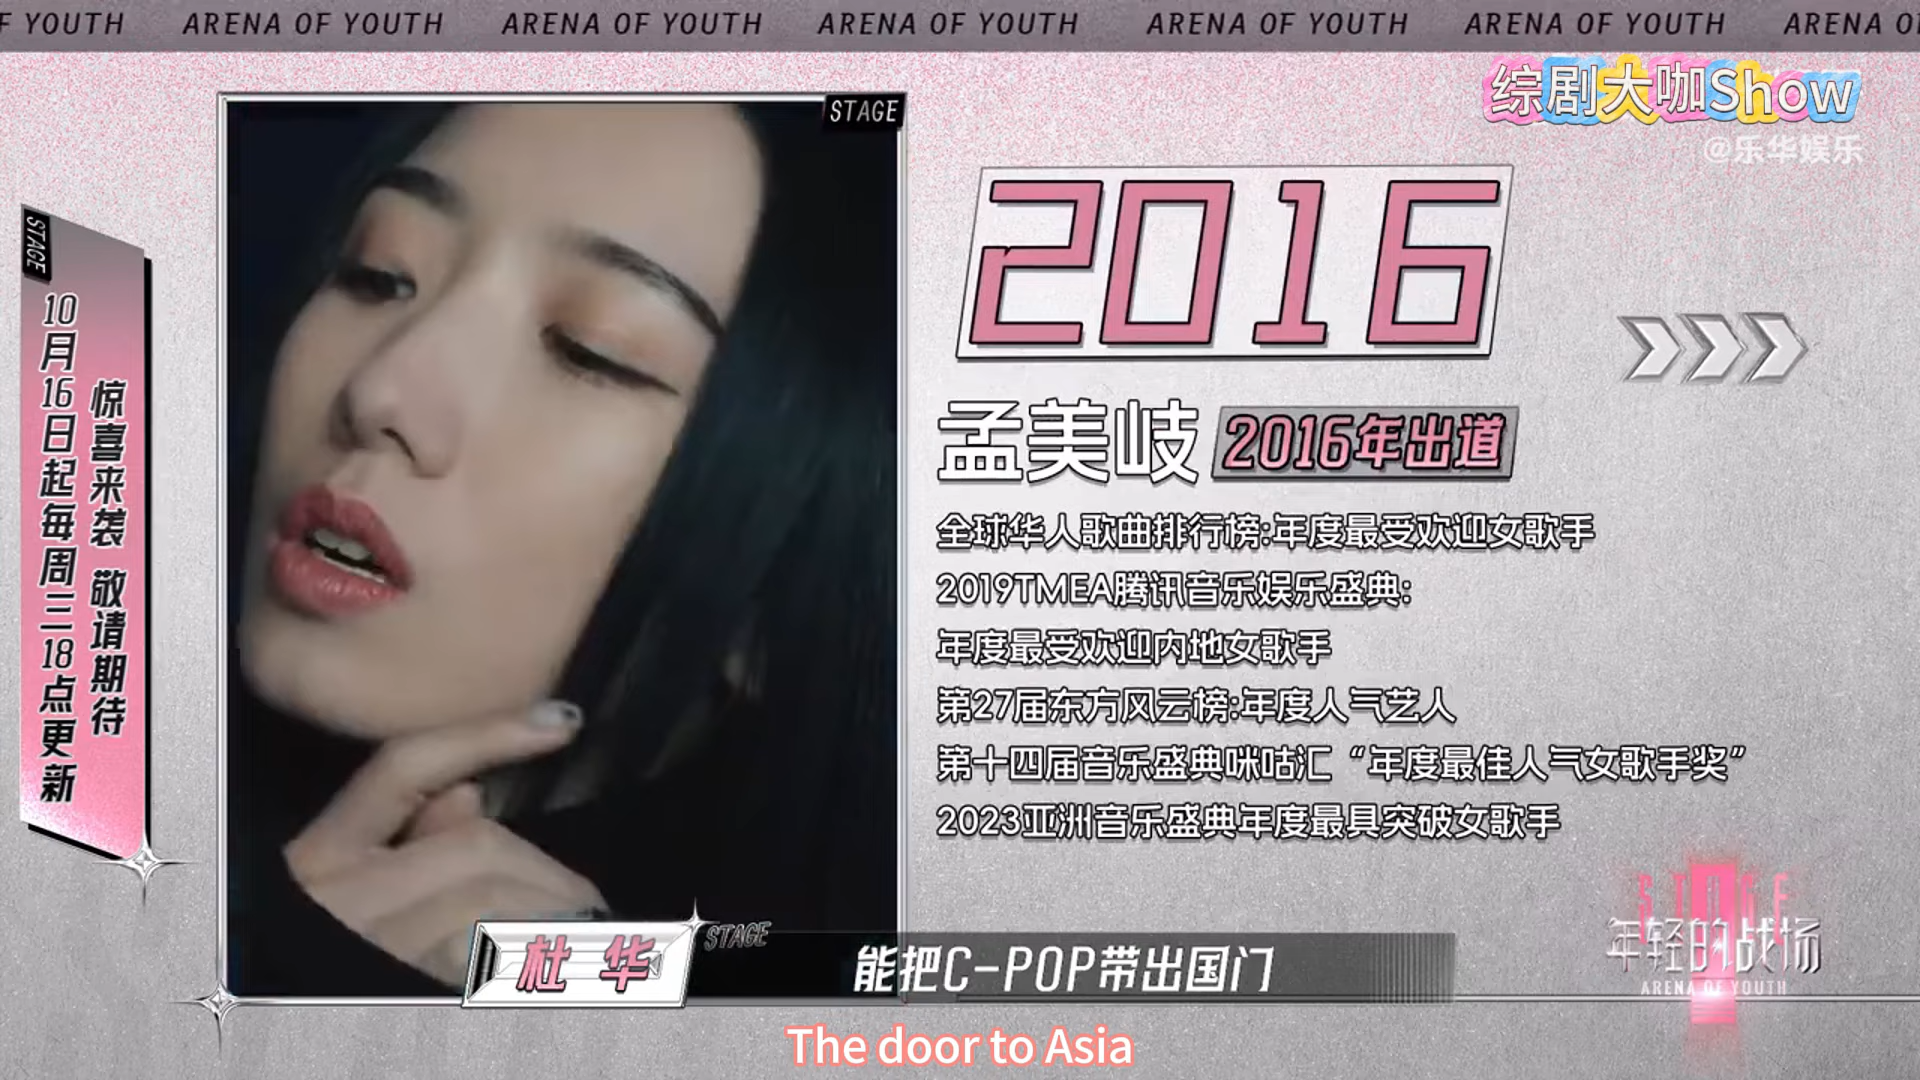 F YOUTH ARENA OF YOUTH ARENA OF YOUTH ARENA OF YOUTH ARENA OF YOUTH ARENA OF YOUTH ARENA O
综剧大咖Show
@乐华娱乐
STAGE
STAGE
惊喜来袭 敬请期待
10月16日起每周三18点更新
2016
孟美岐 2016年出道
全球华人歌曲排行榜:年度最受欢迎女歌手
2019TMEA腾讯音乐娱乐盛典:
年度最受欢迎内地女歌手
第27届东方风云榜:年度人气艺人
第十四届音乐盛典咪咕汇“年度最佳人气女歌手奖”
2023亚洲音乐盛典年度最具突破女歌手
STAGE
年轻的战场
ARENA OF YOUTH
杜华 STAGE
能把C-POP带出国门
The door to Asia